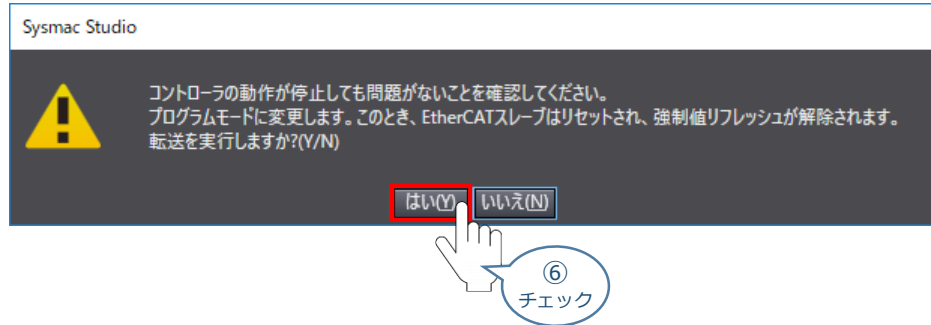 Sysmac Studio
コントローラの動作が停止しても問題がないことを確認してください。
プログラムモードに変更します。このとき、EtherCATスレーブはリセットされ、強制値リフレッシュが解除されます。
転送を実行しますか?(Y/N)
はい(Y) いいえ(N)
⑥
チェック